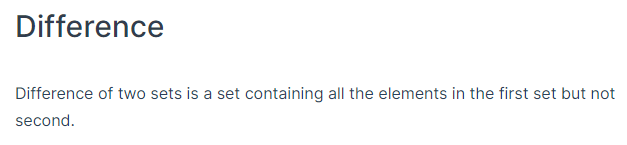 Difference
Difference of two sets is a set containing all the elements in the first set but not
second.